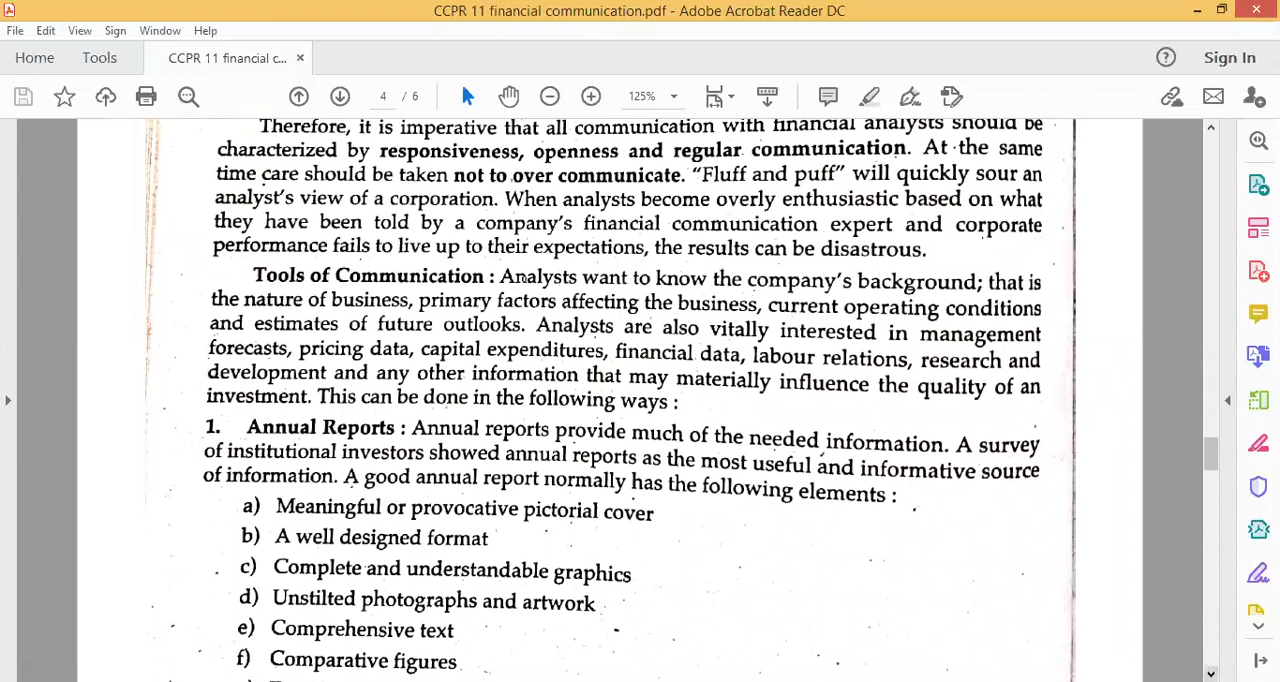 CCPR 11 financial communication.pdf - Adobe Acrobat Reader DC
File Edit View Sign Window Help
Home Tools CCPR 11 financial c... × Sign In
4 / 6 125%
Therefore, it is imperative that all communication with financial analysts should be
characterized by responsiveness, openness and regular communication. At the same
time care should be taken not to over communicate. "Fluff and puff" will quickly sour an
analyst's view of a corporation. When analysts become overly enthusiastic based on what
they have been told by a company's financial communication expert and corporate
performance fails to live up to their expectations, the results can be disastrous.
Tools of Communication : Analysts want to know the company's background; that is
the nature of business, primary factors affecting the business, current operating conditions
and estimates of future outlooks. Analysts are also vitally interested in management
forecasts, pricing data, capital expenditures, financial data, labour relations, research and
development and any other information that may materially influence the quality of an
investment. This can be done in the following ways :
1. Annual Reports : Annual reports provide much of the needed information. A survey
of institutional investors showed annual reports as the most useful and informative source
of information. A good annual report normally has the following elements :
a) Meaningful or provocative pictorial cover
b) A well designed format
c) Complete and understandable graphics
d) Unstilted photographs and artwork
e) Comprehensive text
f) Comparative figures